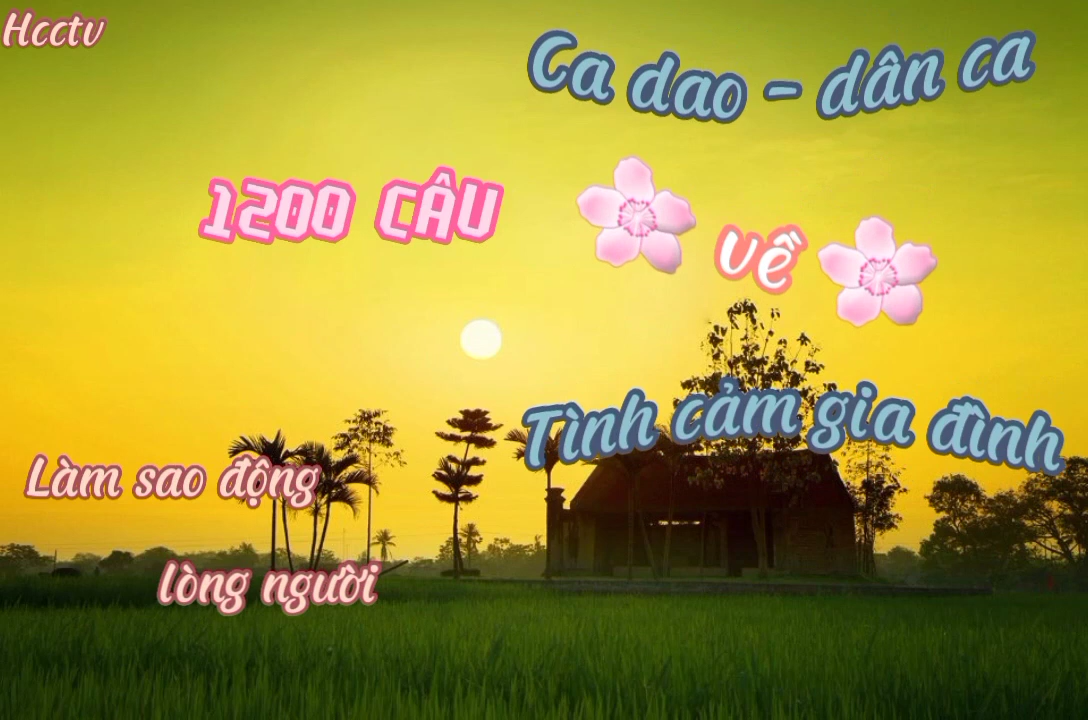 Hcctv
Ca dao - dân ca
1200 CÂU
về
Tình cảm gia đình
Làm sao động
lòng người